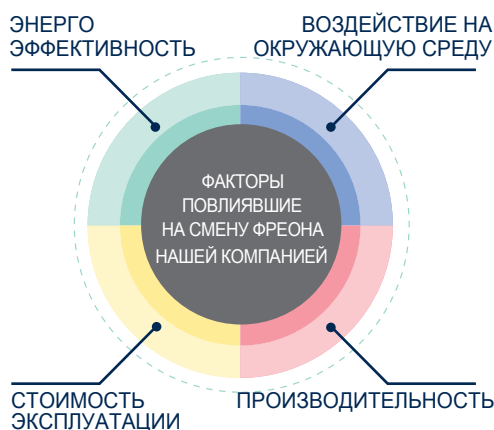 ЭНЕРГО
ЭФФЕКТИВНОСТЬ
ВОЗДЕЙСТВИЕ НА
ОКРУЖАЮЩУЮ СРЕДУ
ФАКТОРЫ
ПОВЛИЯВШИЕ
НА СМЕНУ ФРЕОНА
НАШЕЙ КОМПАНИЕЙ
СТОИМОСТЬ
ЭКСПЛУАТАЦИИ
ПРОИЗВОДИТЕЛЬНОСТЬ